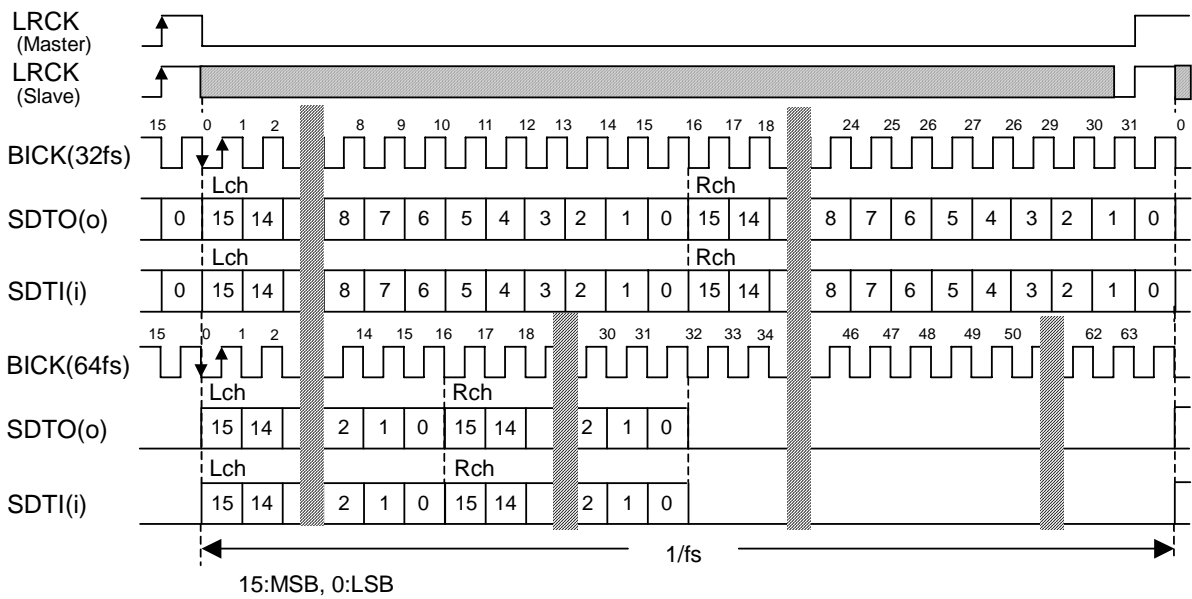 LRCK
(Master)
LRCK
(Slave)
15 0 1 2 8 9 10 11 12 13 14 15 16 17 18 24 25 26 27 26 29 30 31 0
BICK(32fs)
Lch Rch
SDTO(o) 0 15 14 8 7 6 5 4 3 2 1 0 15 14 8 7 6 5 4 3 2 1 0
Lch Rch
SDTI(i) 0 15 14 8 7 6 5 4 3 2 1 0 15 14 8 7 6 5 4 3 2 1 0
15 0 1 2 14 15 16 17 18 30 31 32 33 34 46 47 48 49 50 62 63
BICK(64fs)
Lch Rch
SDTO(o) 15 14 2 1 0 15 14 2 1 0
Lch Rch
SDTI(i) 15 14 2 1 0 15 14 2 1 0
1/fs
15:MSB, 0:LSB